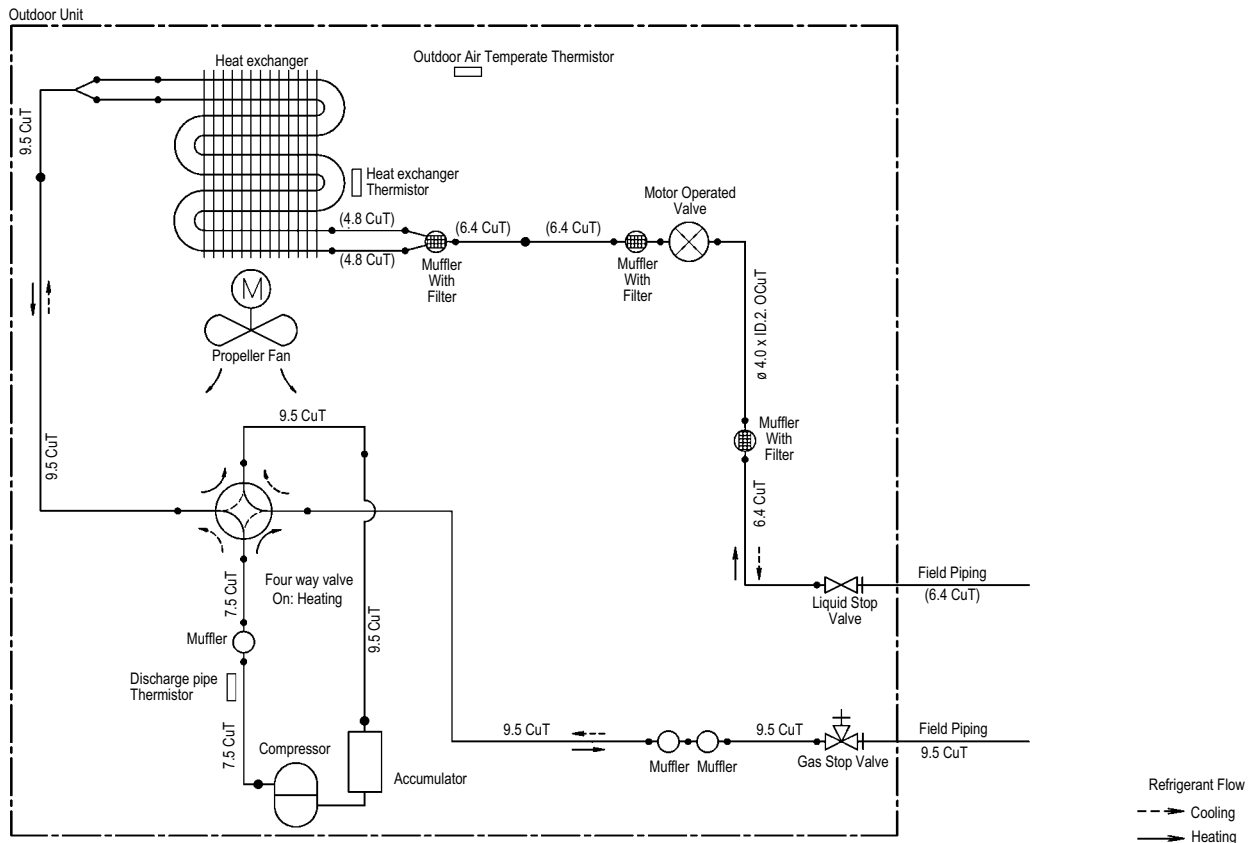 Outdoor Unit
Heat exchanger
Outdoor Air Temperate Thermistor
9.5 CuT
Heat exchanger
Thermistor
Motor Operated
Valve
(4.8 CuT)
(6.4 CuT)
(6.4 CuT)
(4.8 CuT)
Muffler
With
Filter
Muffler
With
Filter
M
ø 4.0 x ID.2. OCuT
Propeller Fan
9.5 CuT
9.5 CuT
Muffler
With
Filter
6.4 CuT
Four way valve
On: Heating
7.5 CuT
Field Piping
(6.4 CuT)
Liquid Stop
Valve
9.5 CuT
Muffler
Discharge pipe
Thermistor
7.5 CuT
Compressor
Accumulator
9.5 CuT
Muffler
Muffler
9.5 CuT
Gas Stop Valve
Field Piping
9.5 CuT
Refrigerant Flow
Cooling
Heating